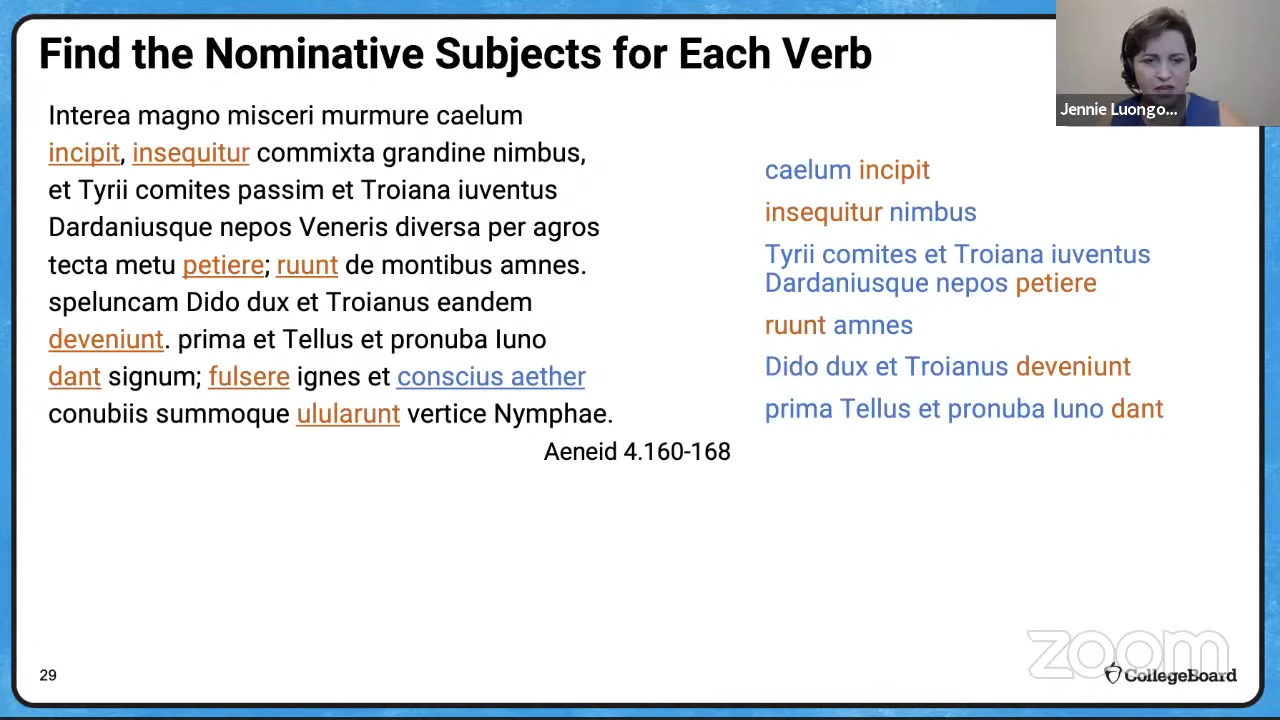 Find the Nominative Subjects for Each Verb
Jennie Luongo...
Interea magno misceri murmure caelum
incipit, insequitur commixta grandine nimbus,
et Tyrii comites passim et Troiana iuventus
Dardaniusque nepos Veneris diversa per agros
tecta metu petiere; ruunt de montibus amnes.
speluncam Dido dux et Troianus eandem
deveniunt. prima et Tellus et pronuba Iuno
dant signum; fulsere ignes et conscius aether
conubiis summoque ulularunt vertice Nymphae.
Aeneid 4.160-168
caelum incipit
insequitur nimbus
Tyrii comites et Troiana iuventus
Dardaniusque nepos petiere
ruunt amnes
Dido dux et Troianus deveniunt
prima Tellus et pronuba Iuno dant
29
zoom
CollegeBoard